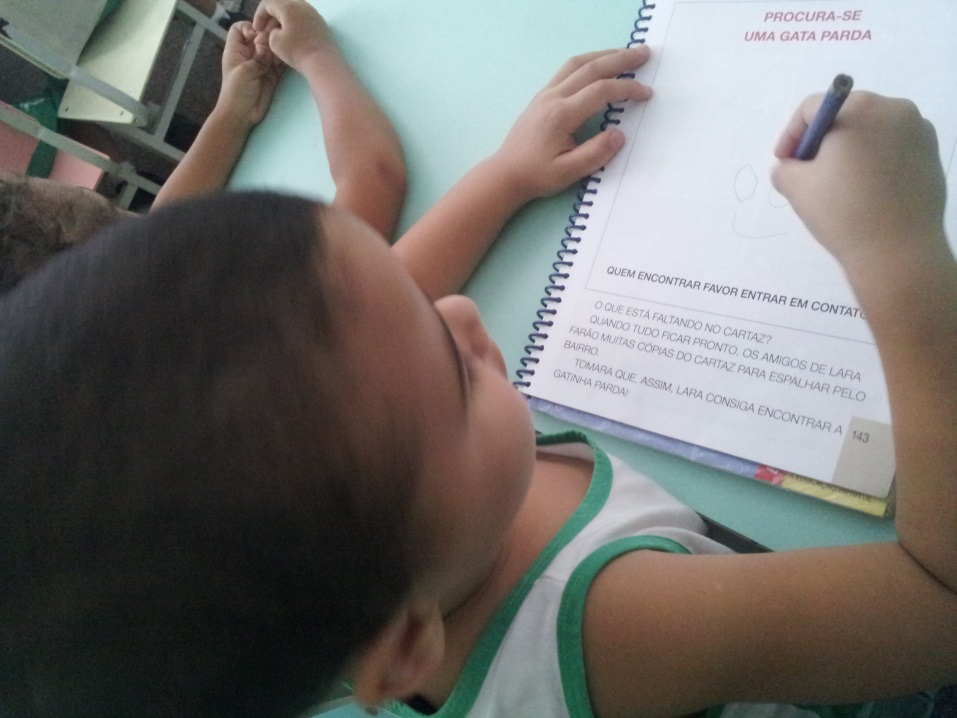 PROCURA-SE
UMA GATA PARDA
QUEM ENCONTRAR FAVOR ENTRAR EM CONTATO
O QUE ESTÁ FALTANDO NO CARTAZ?
QUANDO TUDO FICAR PRONTO, OS AMIGOS DE LARA
FARÃO MUITAS CÓPIAS DO CARTAZ PARA ESPALHAR PELO
BAIRRO.
TOMARA QUE, ASSIM, LARA CONSIGA ENCONTRAR A
GATINHA PARDA!
143